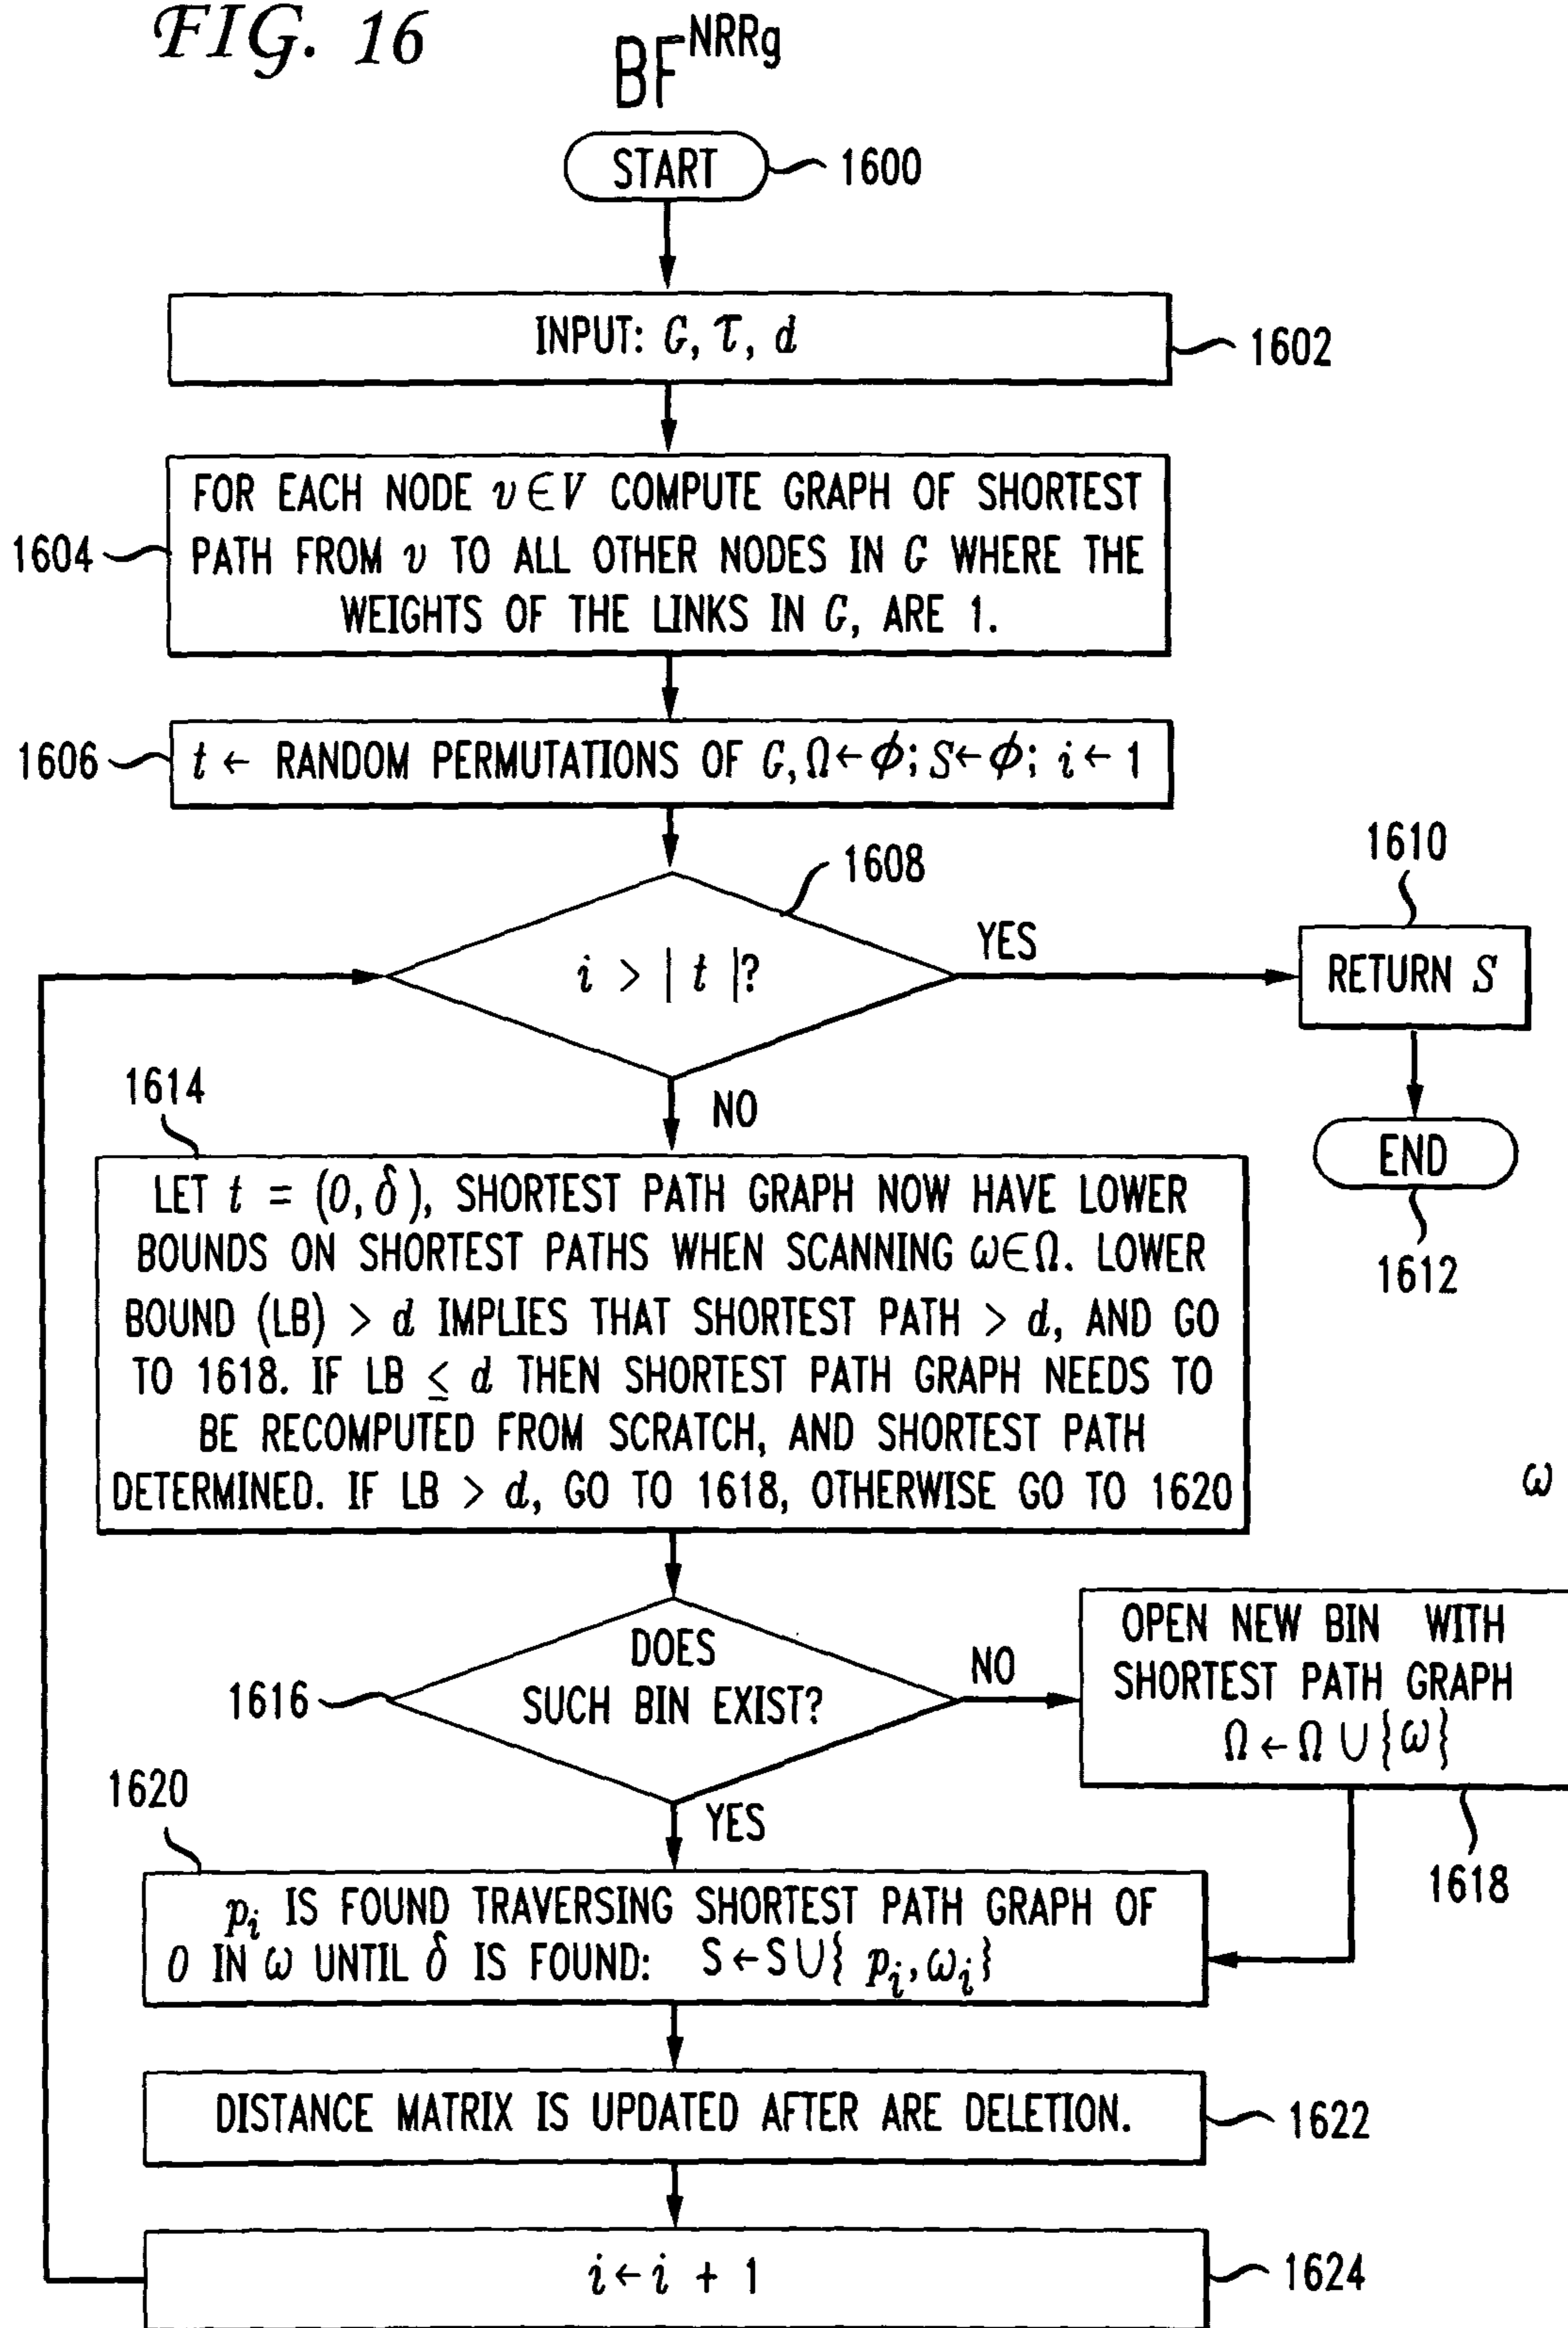 FIG. 16
BF^NRRg
START
1600
INPUT: G, τ, d
1602
FOR EACH NODE υ∈V COMPUTE GRAPH OF SHORTEST
PATH FROM υ TO ALL OTHER NODES IN G WHERE THE
WEIGHTS OF THE LINKS IN G, ARE 1.
1604
t ← RANDOM PERMUTATIONS OF G, Ω←ϕ; S←ϕ; i ← 1
1606
1608
i > | t |?
YES
1610
RETURN S
END
1612
NO
1614
LET t = (0, δ), SHORTEST PATH GRAPH NOW HAVE LOWER
BOUNDS ON SHORTEST PATHS WHEN SCANNING ω∈Ω. LOWER
BOUND (LB) > d IMPLIES THAT SHORTEST PATH > d, AND GO
TO 1618. IF LB ≤ d THEN SHORTEST PATH GRAPH NEEDS TO
BE RECOMPUTED FROM SCRATCH, AND SHORTEST PATH
DETERMINED. IF LB > d, GO TO 1618, OTHERWISE GO TO 1620
ω
DOES
SUCH BIN EXIST?
1616
NO
OPEN NEW BIN WITH
SHORTEST PATH GRAPH
Ω ← Ω ∪ {ω}
1618
YES
1620
p_i IS FOUND TRAVERSING SHORTEST PATH GRAPH OF
0 IN ω UNTIL δ IS FOUND: S ← S ∪ { p_i, ω_i}
DISTANCE MATRIX IS UPDATED AFTER ARE DELETION.
1622
i ← i + 1
1624